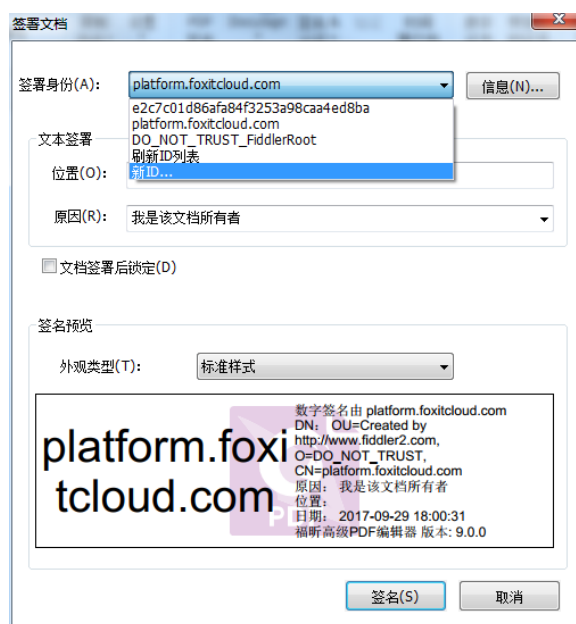 签署文档
签署身份(A):
platform.foxitcloud.com
信息(N)...
e2c7c01d86afa84f3253a98caa4ed8ba
platform.foxitcloud.com
DO_NOT_TRUST_FiddlerRoot
刷新ID列表
新ID...
文本签署
位置(O):
原因(R):
我是该文档所有者
文档签署后锁定(D)
签名预览
外观类型(T):
标准样式
platform.foxi
tcloud.com
数字签名由 platform.foxitcloud.com
DN: OU=Created by
http://www.fiddler2.com,
O=DO_NOT_TRUST,
CN=platform.foxitcloud.com
原因: 我是该文档所有者
位置:
日期: 2017-09-29 18:00:31
福昕高级PDF编辑器 版本: 9.0.0
PDF
签名(S)
取消